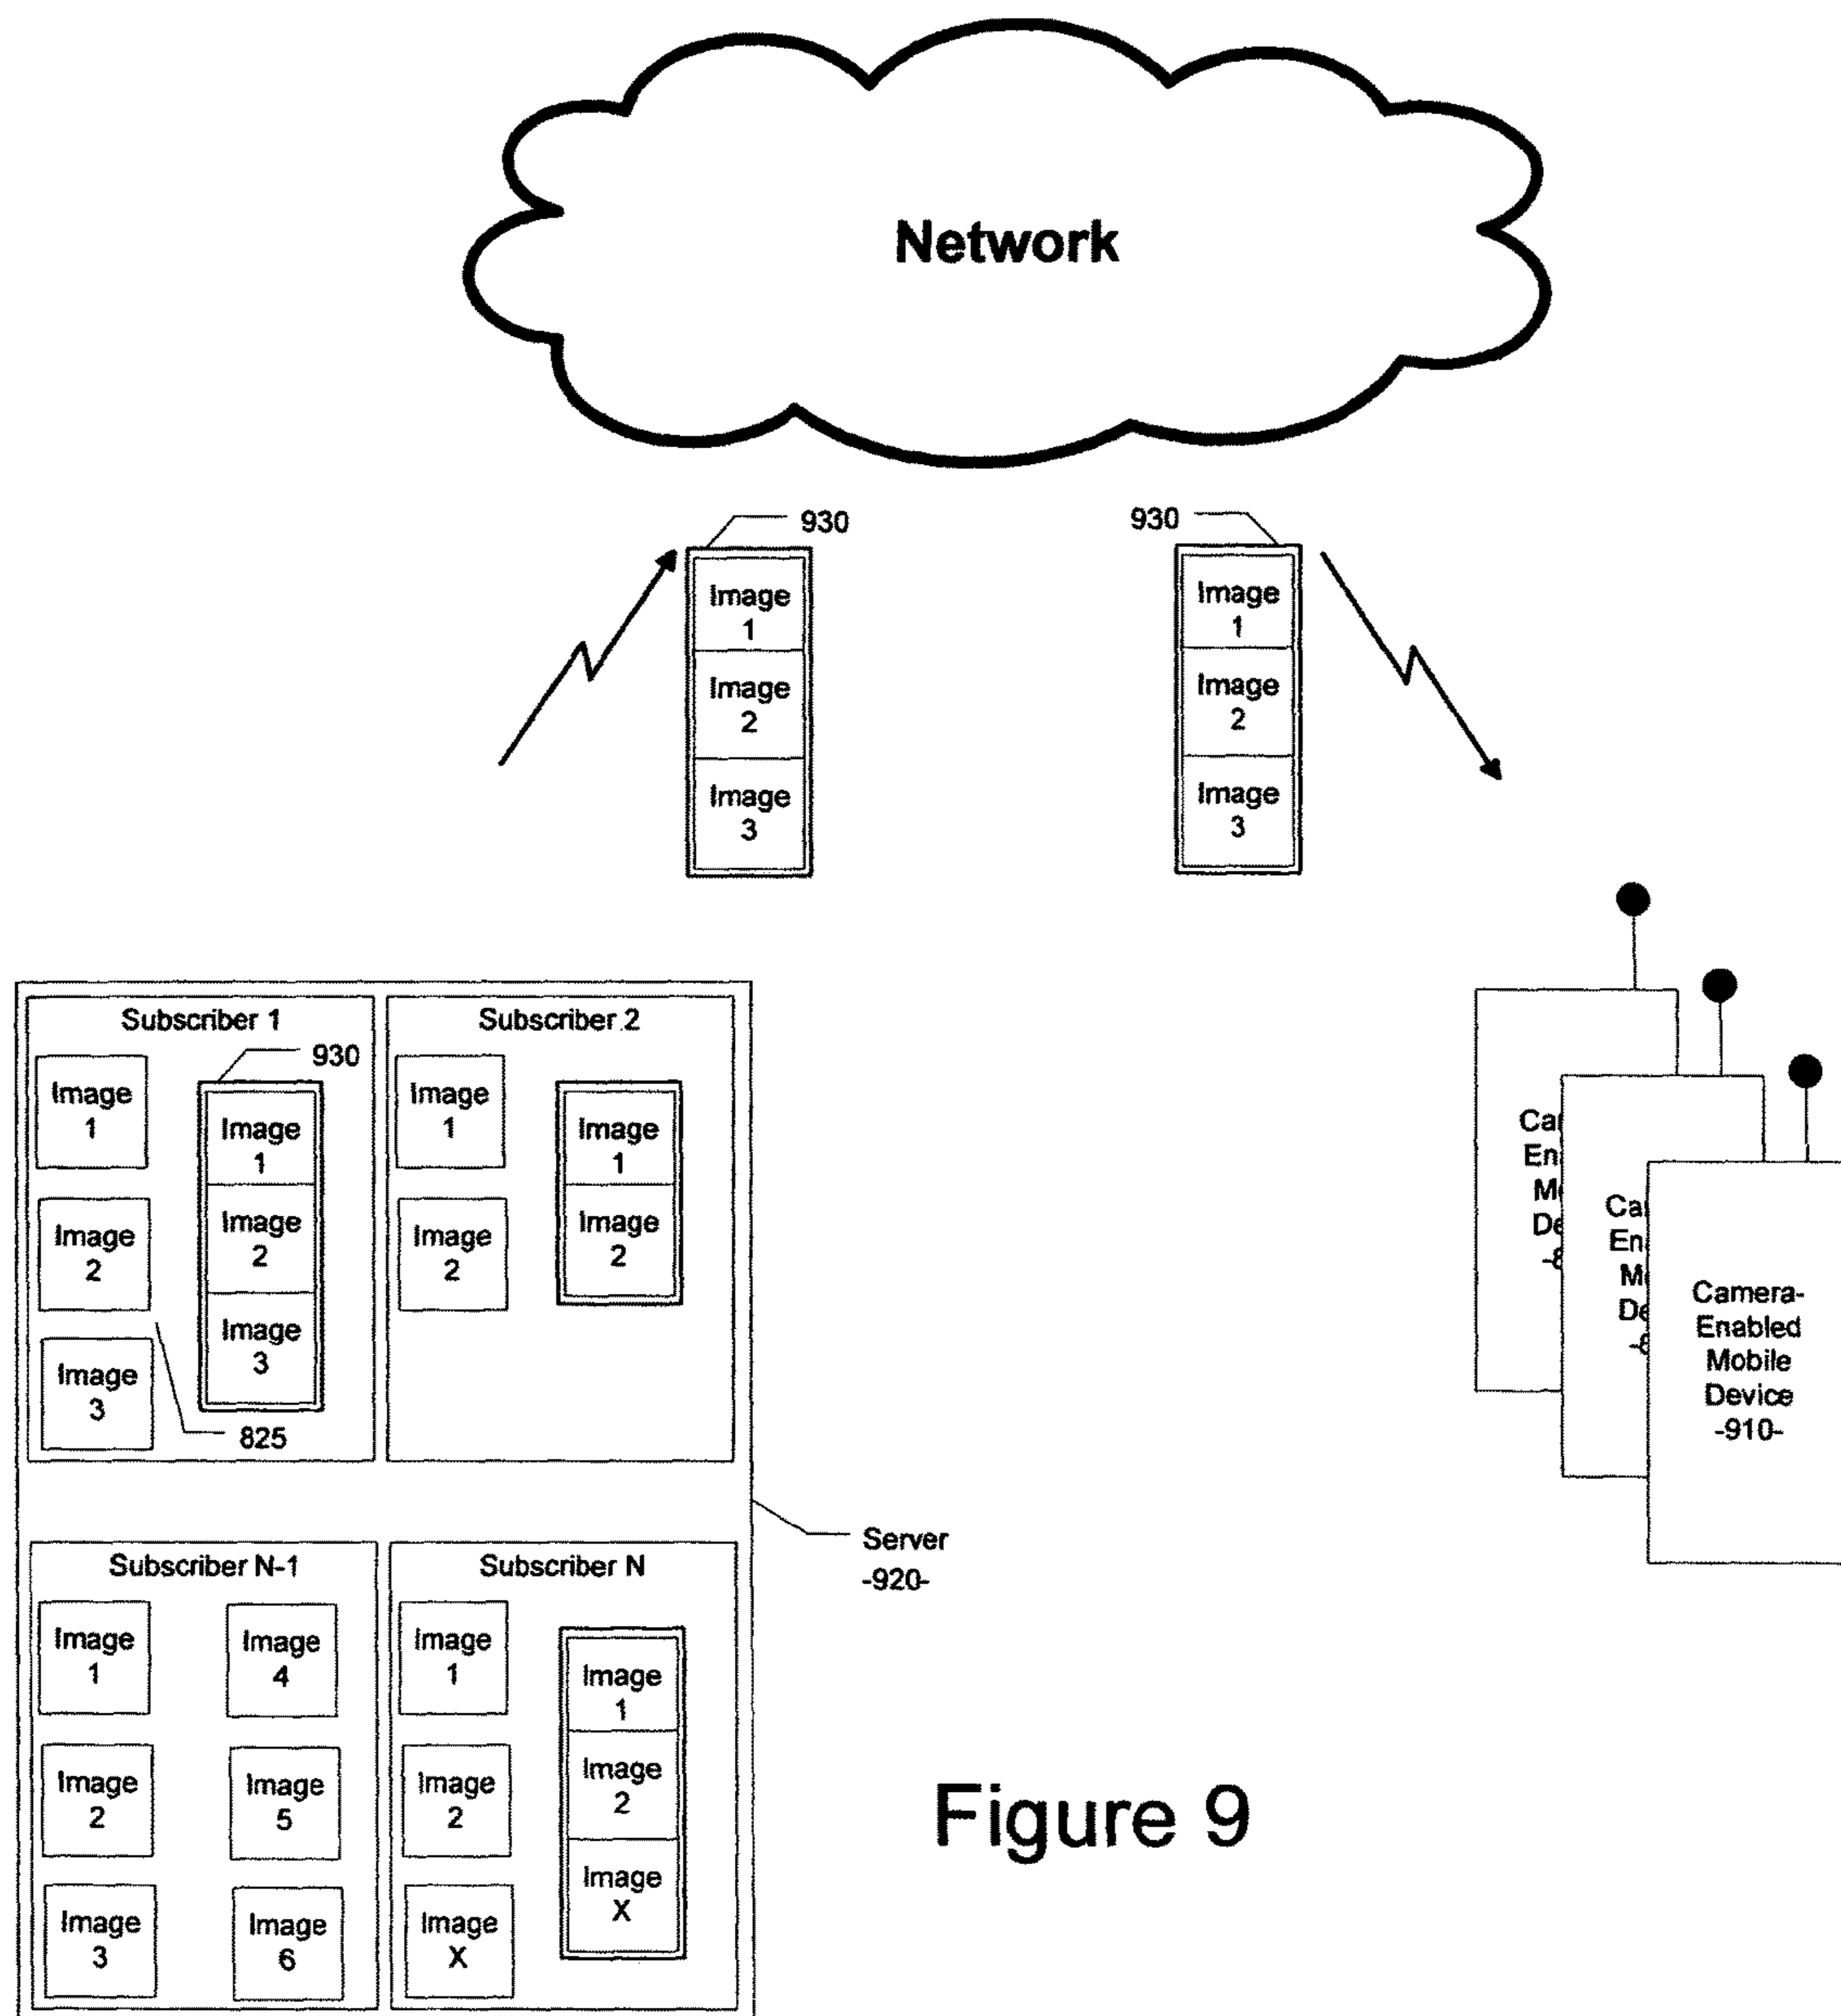 Network
930
Image
1
Image
2
Image
3
930
Image
1
Image
2
Image
3
Subscriber 1
930
Image
1
Image
2
Image
3
Image
1
Image
2
Image
3
825
Subscriber 2
Image
1
Image
2
Image
1
Image
2
Server
-920-
Subscriber N-1
Image
1
Image
2
Image
3
Image
4
Image
5
Image
6
Subscriber N
Image
1
Image
2
Image
X
Image
1
Image
2
Image
X
Camera-
Enabled
Mobile
Device
-910-
Figure 9